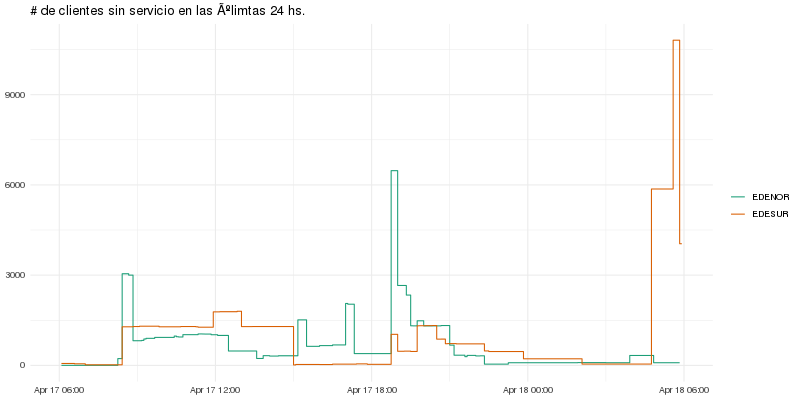 # de clientes sin servicio en las Ãºlimtas 24 hs.
9000
6000
3000
0
Apr 17 06:00
Apr 17 12:00
Apr 17 18:00
Apr 18 00:00
Apr 18 06:00
EDENOR
EDESUR